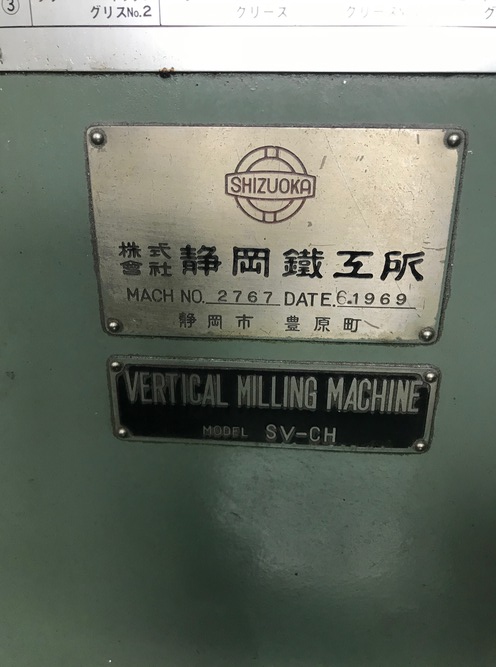 ③
グリスNo.2
グリース
SHIZUOKA
株式會社 静岡鐵工所
MACH NO. 2767 DATE. 6.1969
静岡市 豊原町
VERTICAL MILLING MACHINE
MODEL SV-CH